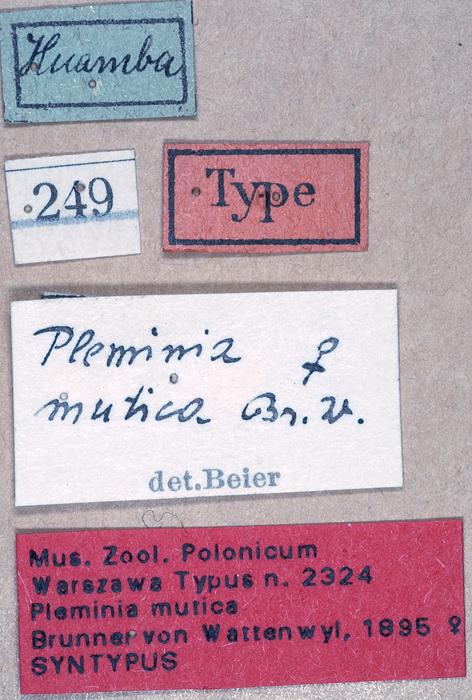 Huamba
249
Type
Pleminia ♀
mutica Br. W.
det.Beier
Mus. Zool. Polonicum
Warszawa Typus n. 2324
Pleminia mutica
Brunner von Wattenwyl, 1895 ♀
SYNTYPUS